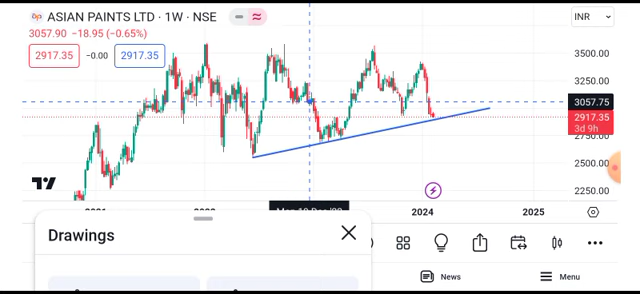 ASIAN PAINTS LTD · 1W · NSE
INR
3057.90 −18.95 (−0.65%)
2917.35 −0.00 2917.35
3500.00
3250.00
3057.75
2917.35
3d 9h
2750.00
2500.00
2250.00
2024
2025
Drawings
News
Menu